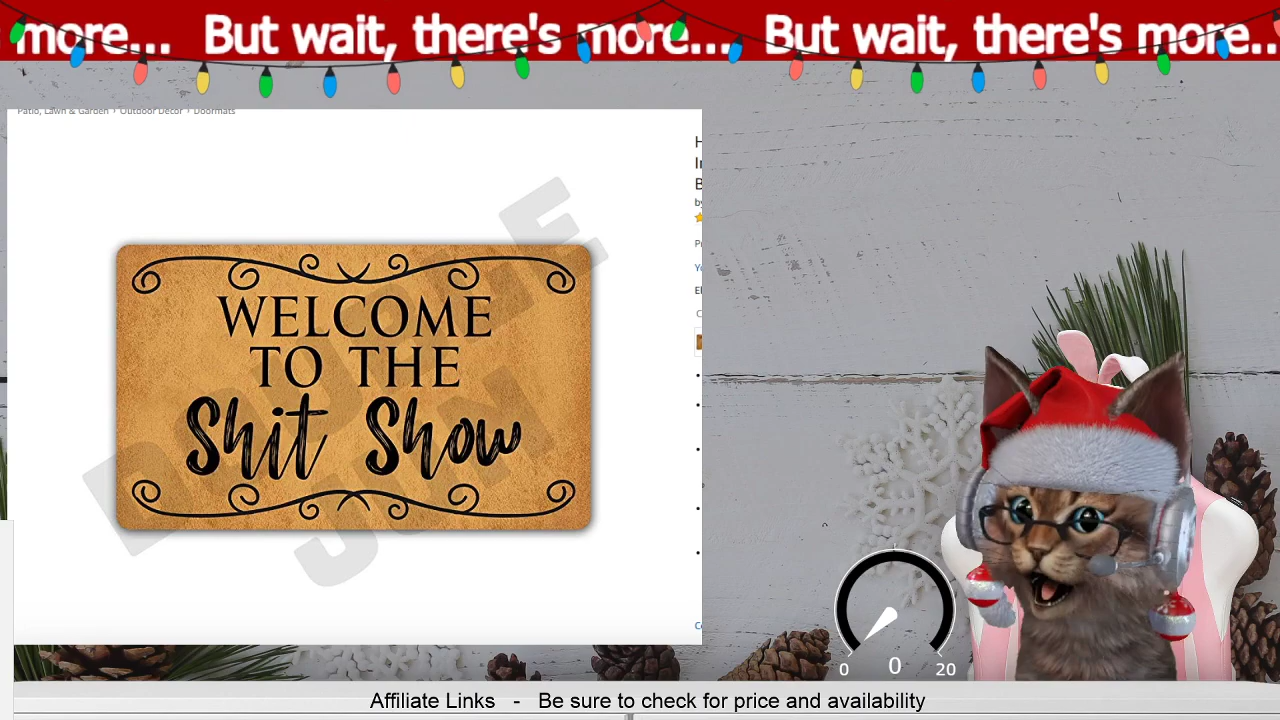 more... But wait, there's more... But wait, there's more..
Patio, Lawn & Garden › Outdoor Décor › Doormats
WELCOME
TO THE
Shit Show
0 0 20
Affiliate Links - Be sure to check for price and availability